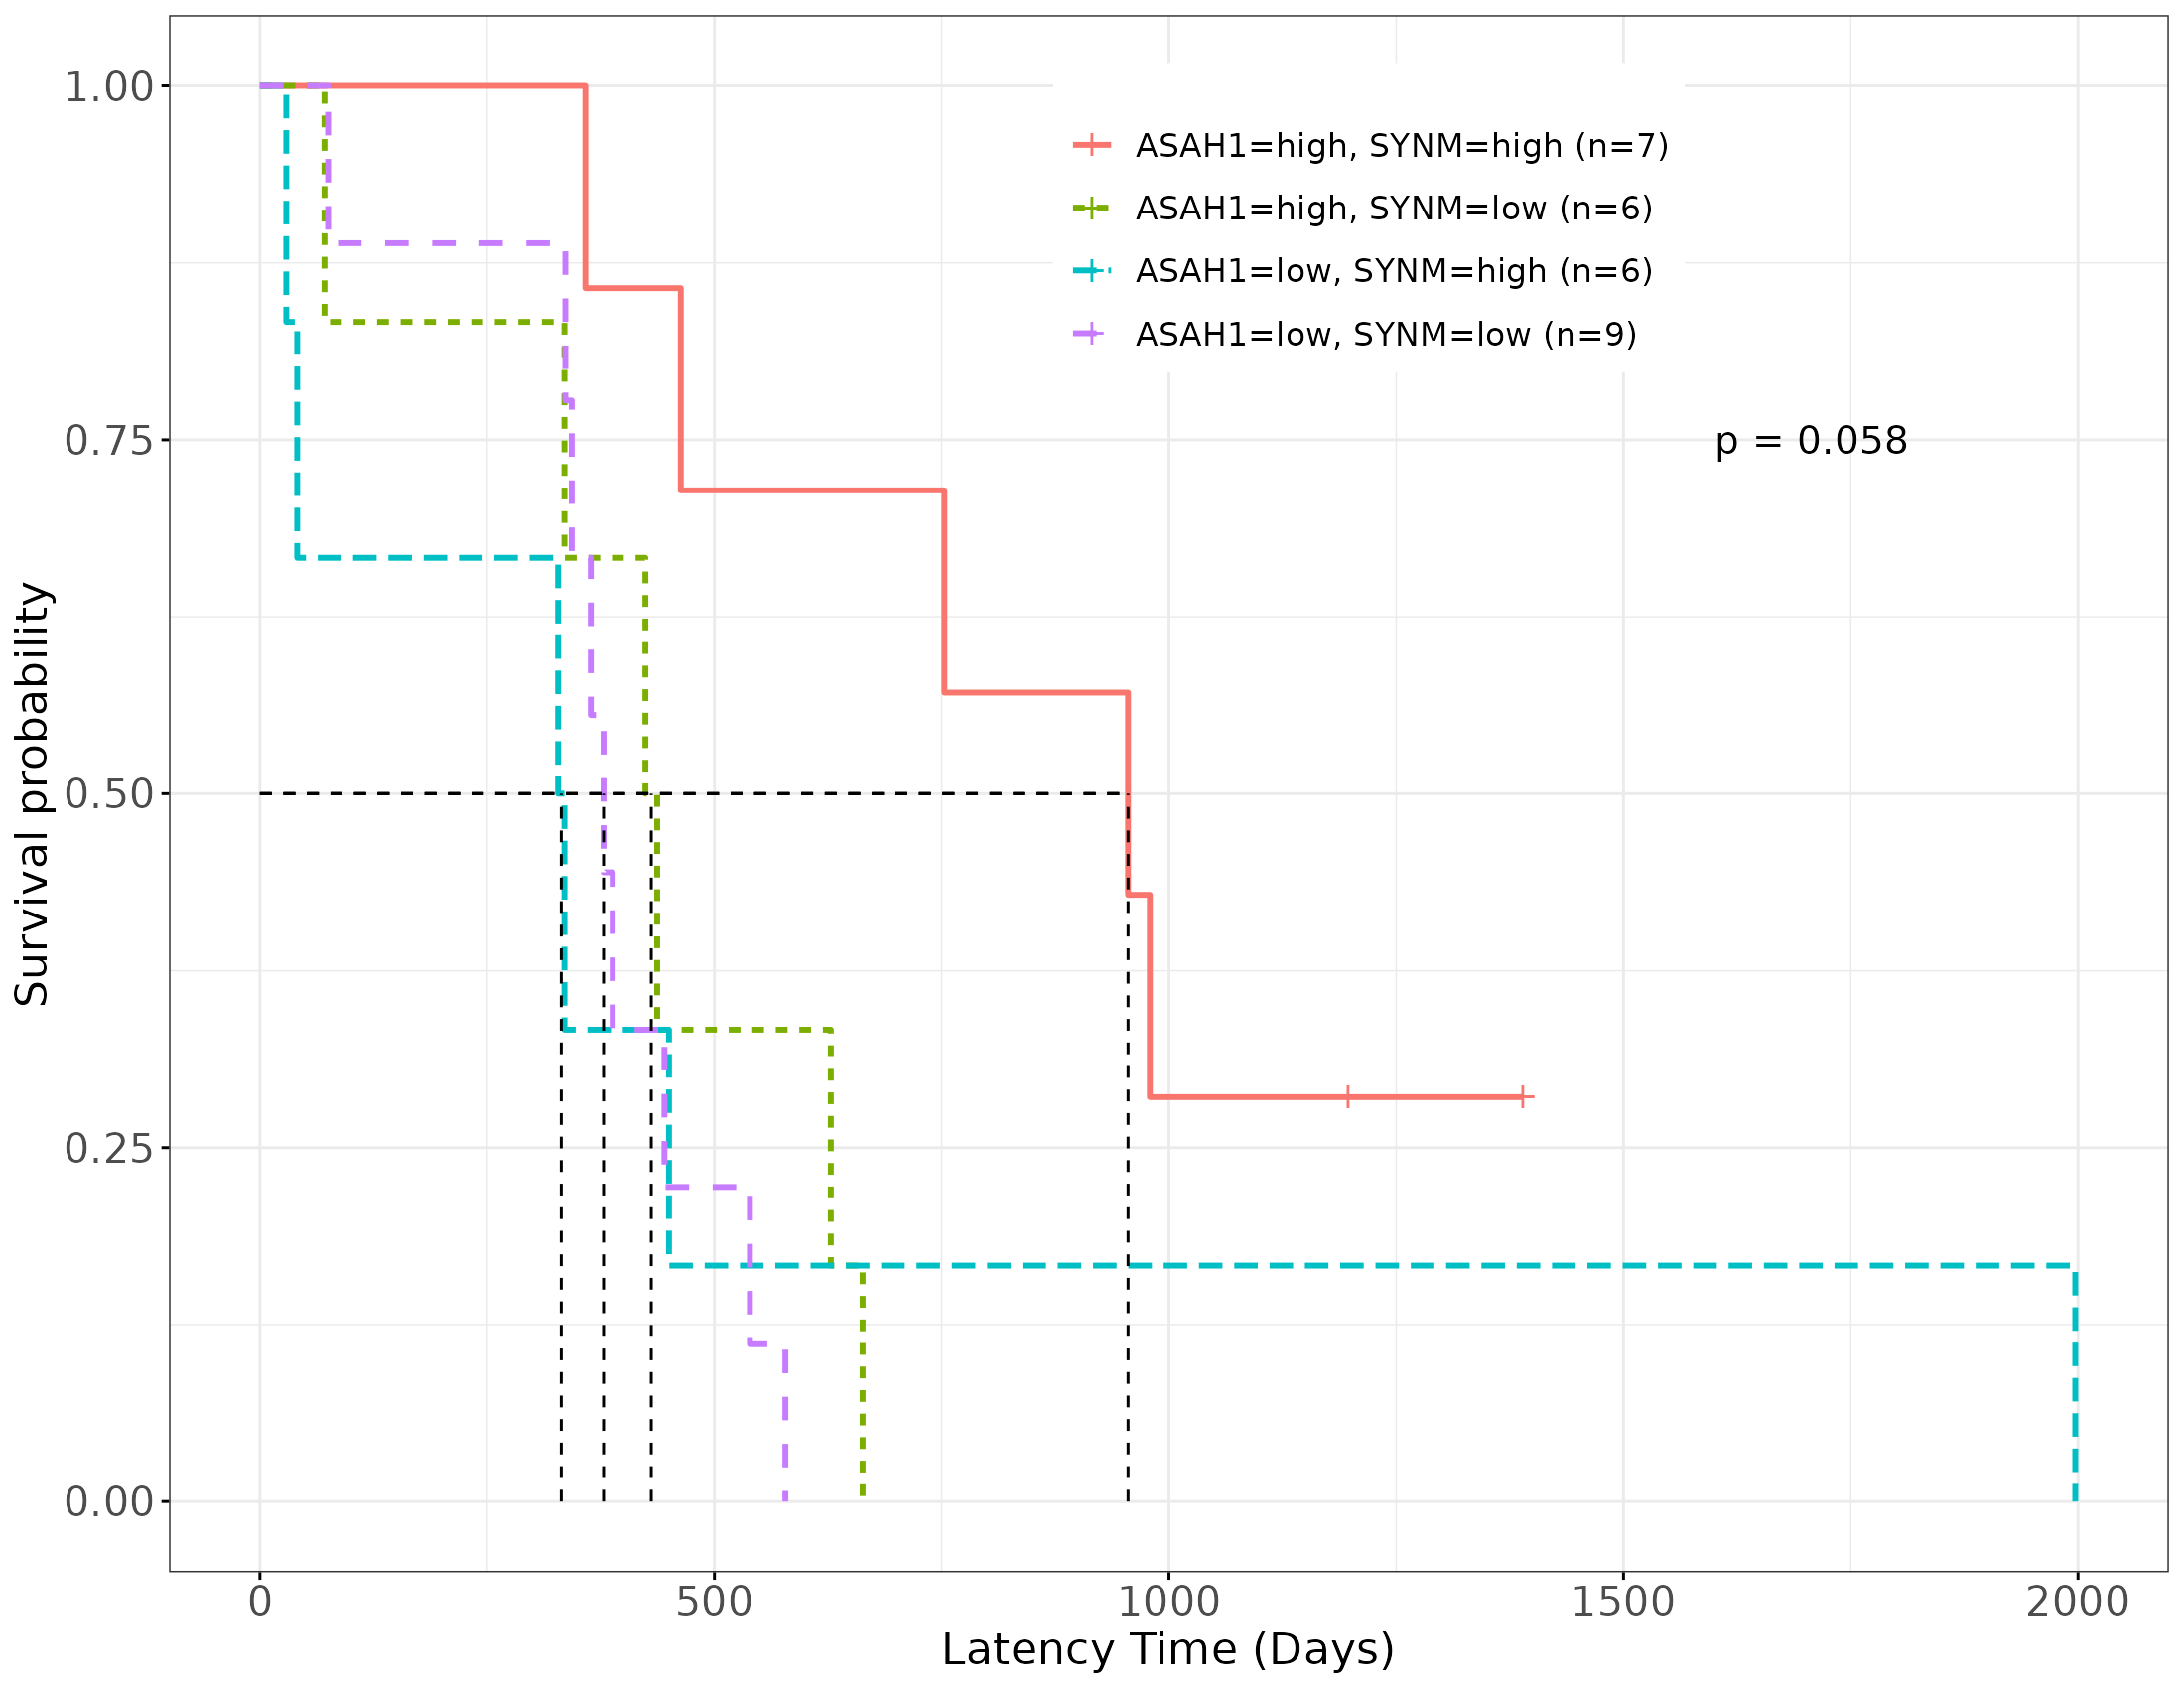 1.00
0.75
0.50
0.25
0.00
Survival probability
ASAH1=high, SYNM=high (n=7)
ASAH1=high, SYNM=low (n=6)
ASAH1=low, SYNM=high (n=6)
ASAH1=low, SYNM=low (n=9)
p = 0.058
0 500 1000 1500 2000
Latency Time (Days)